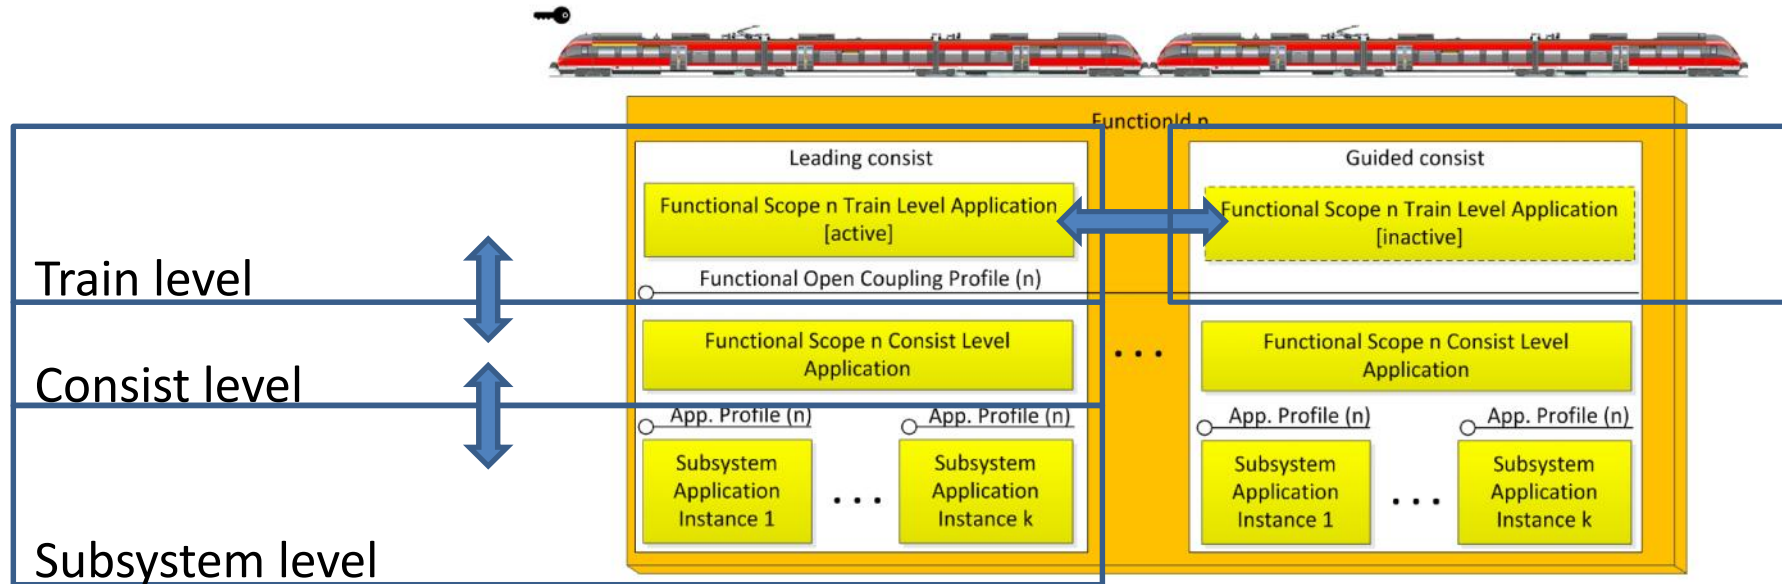 FunctionId n
Leading consist
Guided consist
Functional Scope n Train Level Application
[active]
Functional Scope n Train Level Application
[inactive]
Train level
Functional Open Coupling Profile (n)
Functional Scope n Consist Level
Application
Functional Scope n Consist Level
Application
Consist level
App. Profile (n)
App. Profile (n)
App. Profile (n)
App. Profile (n)
Subsystem
Application
Instance 1
Subsystem
Application
Instance k
Subsystem
Application
Instance 1
Subsystem
Application
Instance k
Subsystem level